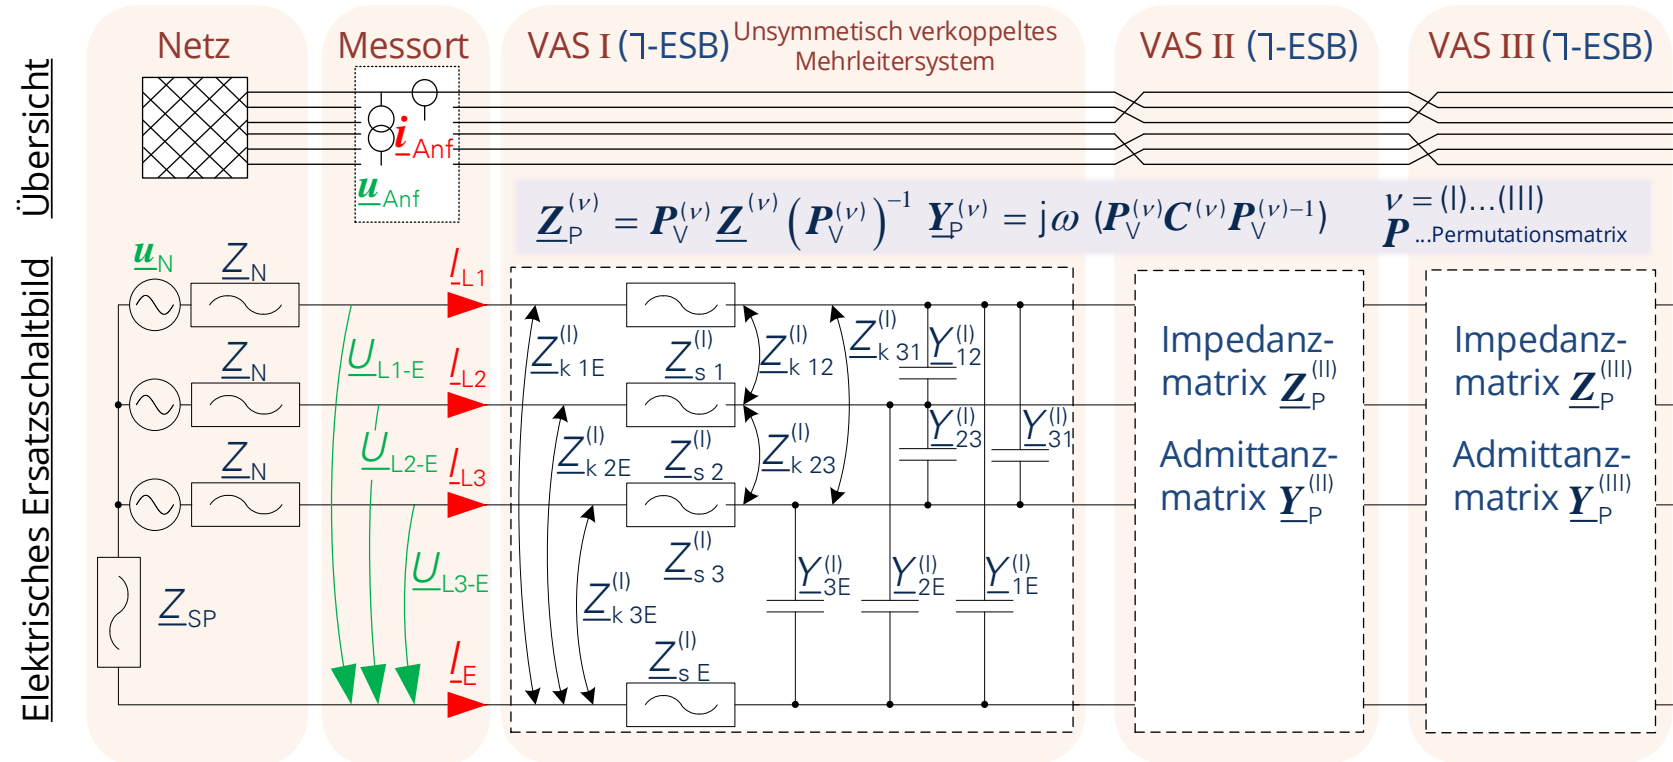 Netz
Messort
VAS I (ㄱ-ESB)
Unsymmetisch verkoppeltes
Mehrleitersystem
VAS II (ㄱ-ESB)
VAS III (ㄱ-ESB)
Übersicht
i Anf
u Anf
Z_P^(ν) = P_V^(ν) Z^(ν) (P_V^(ν))^−1 Y_P^(ν) = jω (P_V^(ν) C^(ν) P_V^(ν)−1)
ν = (I)…(III)
P ...Permutationsmatrix
Elektrisches Ersatzschaltbild
u_N
Z_N
I_L1
U_L1-E
Z_k 1E^(I)
Z_s 1^(I)
Z_k 12^(I)
Z_k 31^(I)
Y_12^(I)
Z_N
I_L2
U_L2-E
Z_k 2E^(I)
Z_s 2^(I)
Z_k 23^(I)
Y_23^(I)
Y_31^(I)
Z_N
I_L3
U_L3-E
Z_k 3E^(I)
Z_s 3^(I)
Y_3E^(I)
Y_2E^(I)
Y_1E^(I)
Z_SP
I_E
Z_s E^(I)
Impedanz-
matrix Z_P^(II)
Admittanz-
matrix Y_P^(II)
Impedanz-
matrix Z_P^(III)
Admittanz-
matrix Y_P^(III)